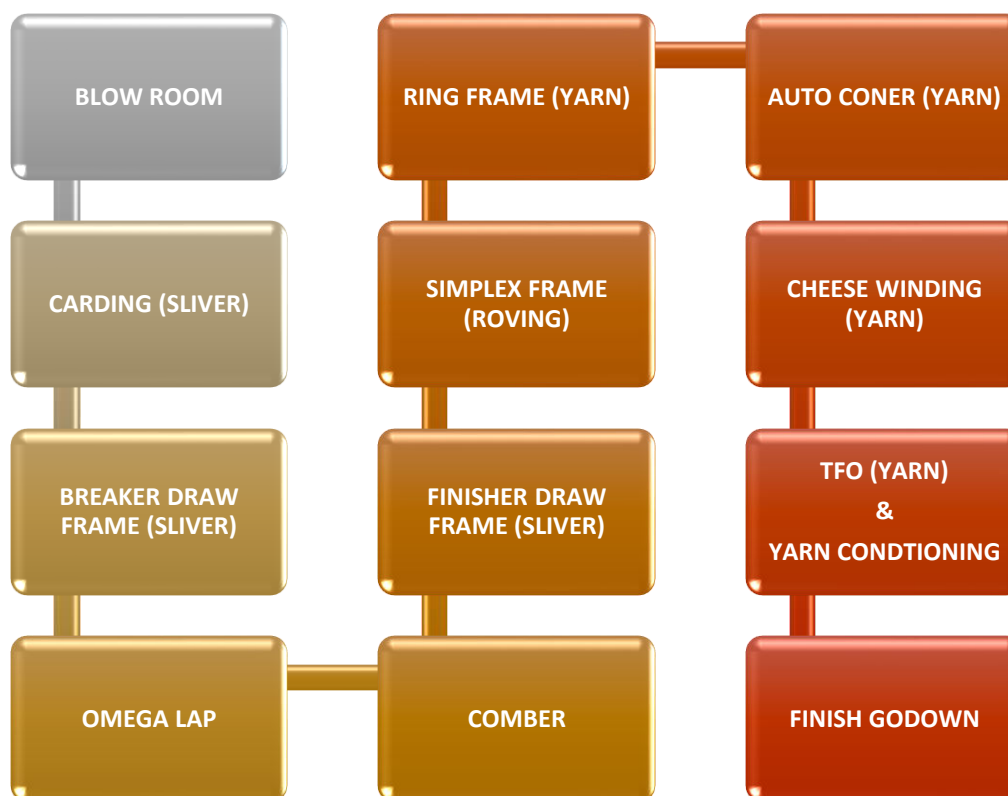 BLOW ROOM
CARDING (SLIVER)
BREAKER DRAW
FRAME (SLIVER)
OMEGA LAP
COMBER
FINISHER DRAW
FRAME (SLIVER)
SIMPLEX FRAME
(ROVING)
RING FRAME (YARN)
AUTO CONER (YARN)
CHEESE WINDING
(YARN)
TFO (YARN)
&
YARN CONDTIONING
FINISH GODOWN